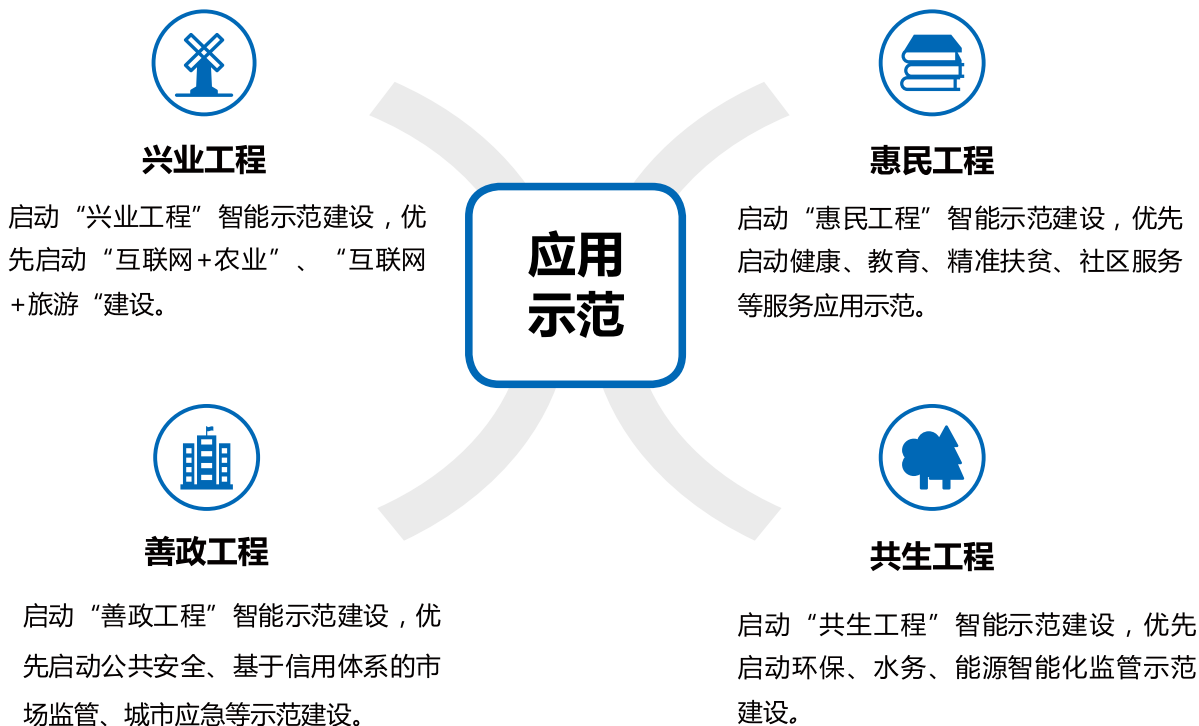 兴业工程
启动“兴业工程”智能示范建设，优
先启动“互联网+农业”、“互联网
+旅游“建设。
惠民工程
启动“惠民工程”智能示范建设，优先
启动健康、教育、精准扶贫、社区服务
等服务应用示范。
应用
示范
善政工程
启动“善政工程”智能示范建设，优
先启动公共安全、基于信用体系的市
场监管、城市应急等示范建设。
共生工程
启动“共生工程”智能示范建设，优先
启动环保、水务、能源智能化监管示范
建设。